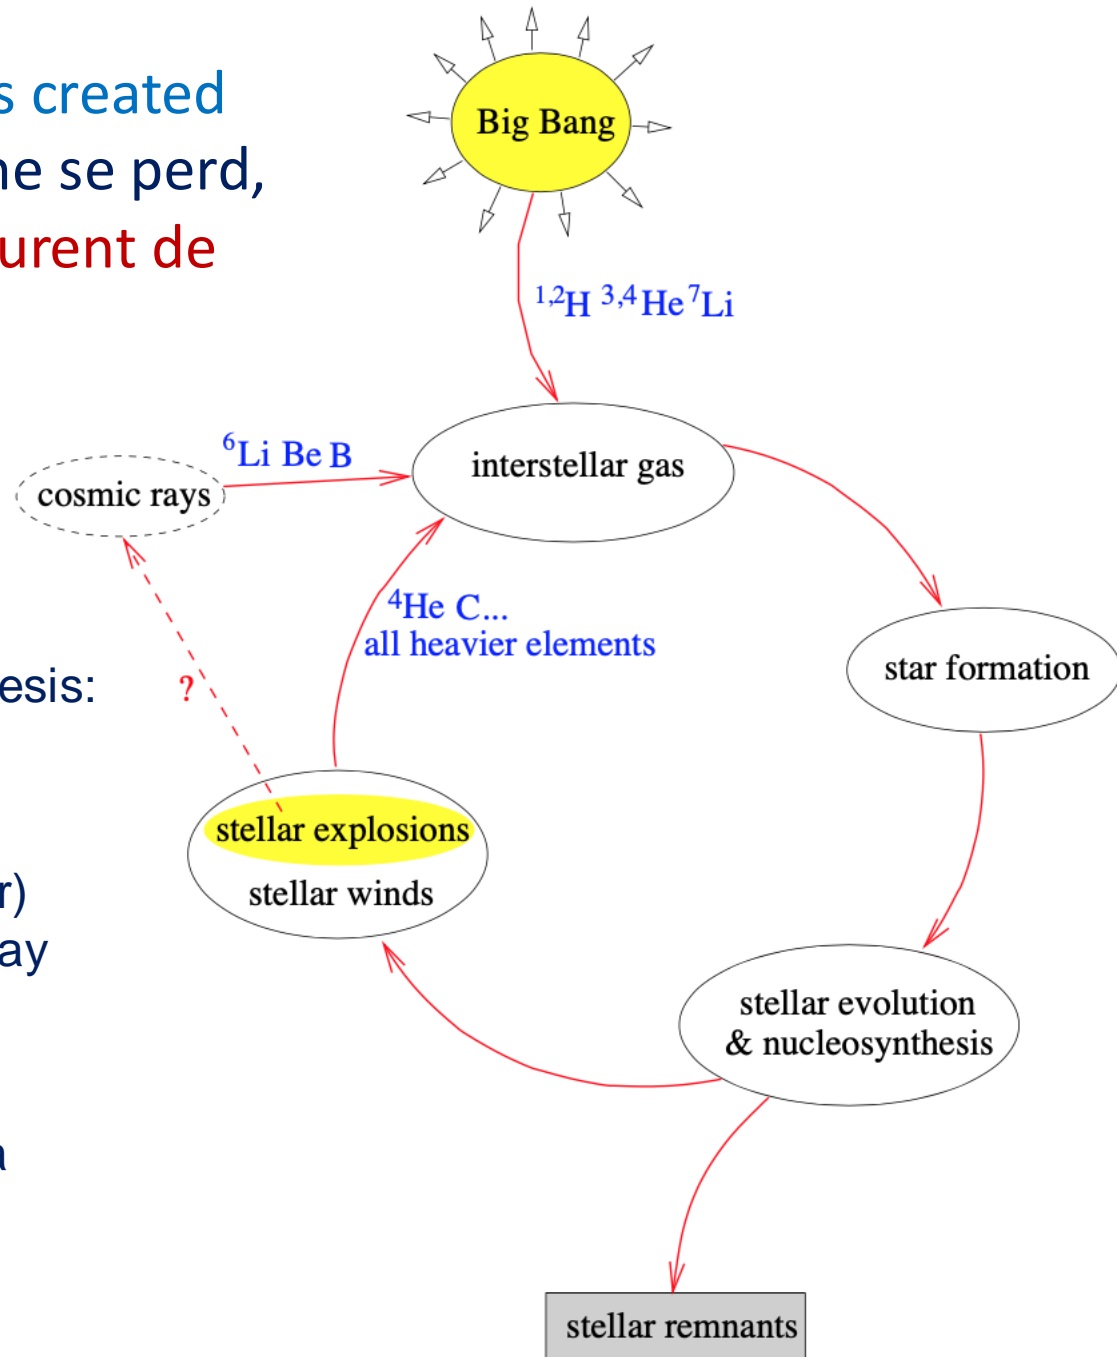 s created
ne se perd,
urent de
Big Bang
1,2H 3,4He 7Li
6Li Be B
interstellar gas
cosmic rays
4He C...
all heavier elements
star formation
esis:
?
stellar explosions
stellar winds
r)
ay
stellar evolution
& nucleosynthesis
a
stellar remnants